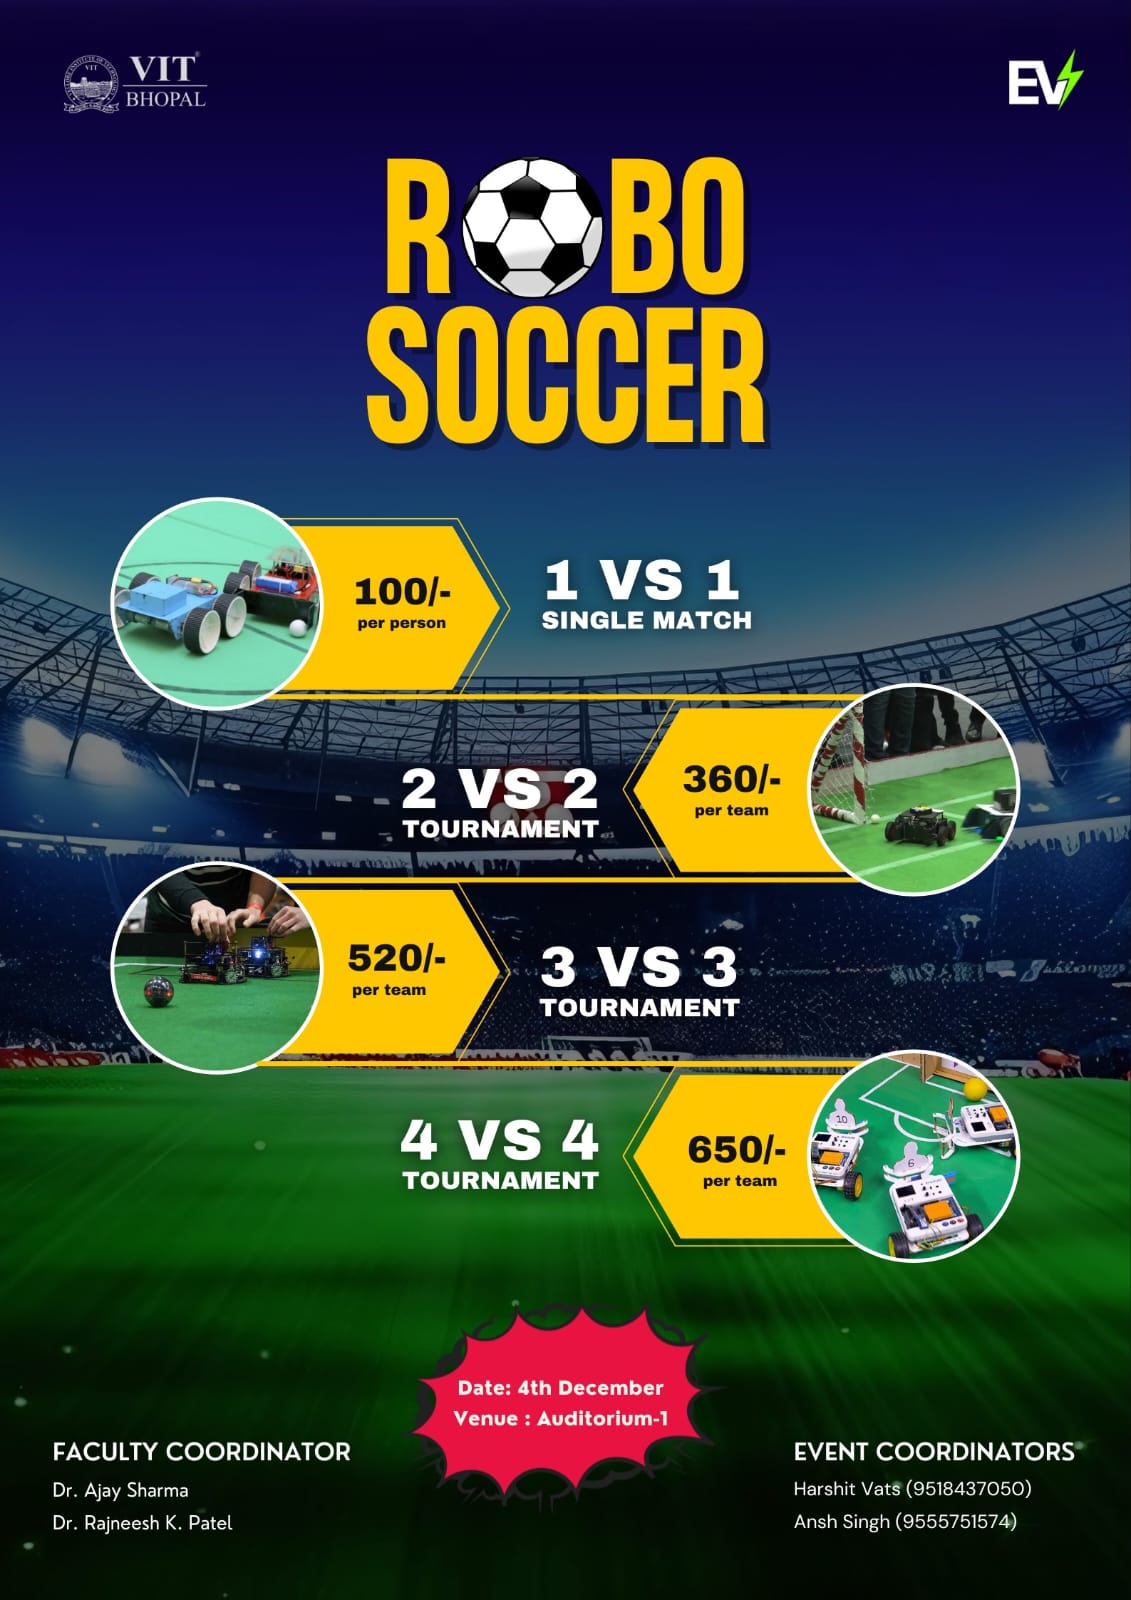 VIT®
BHOPAL
EV
ROBO
SOCCER
100/-
per person
1 VS 1
SINGLE MATCH
2 VS 2
TOURNAMENT
360/-
per team
520/-
per team
3 VS 3
TOURNAMENT
4 VS 4
TOURNAMENT
650/-
per team
10
6
Date: 4th December
Venue : Auditorium-1
FACULTY COORDINATOR
Dr. Ajay Sharma
Dr. Rajneesh K. Patel
EVENT COORDINATORS
Harshit Vats (9518437050)
Ansh Singh (9555751574)